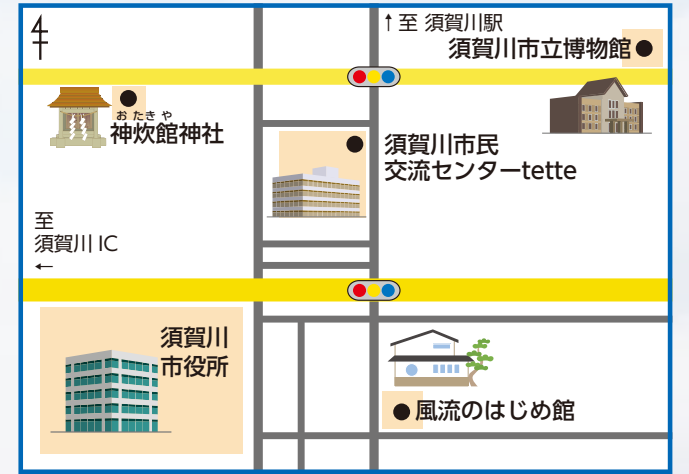 ↑至 須賀川駅
須賀川市立博物館
おたきや
神炊館神社
須賀川市民
交流センターtette
至
須賀川 IC
←
須賀川
市役所
風流のはじめ館